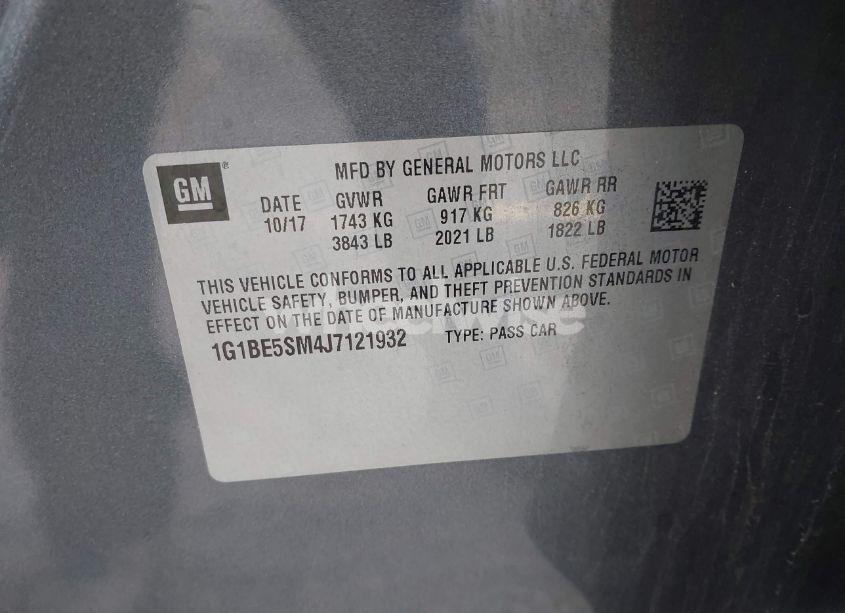 GM®
MFD BY GENERAL MOTORS LLC
DATE GVWR GAWR FRT GAWR RR
10/17 1743 KG 917 KG 826 KG
3843 LB 2021 LB 1822 LB
THIS VEHICLE CONFORMS TO ALL APPLICABLE U.S. FEDERAL MOTOR
VEHICLE SAFETY, BUMPER, AND THEFT PREVENTION STANDARDS IN
EFFECT ON THE DATE OF MANUFACTURE SHOWN ABOVE.
1G1BE5SM4J7121932 TYPE: PASS CAR